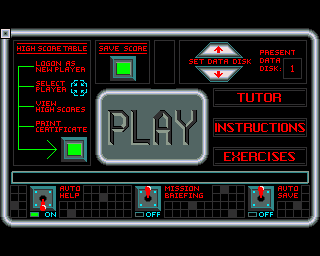 HIGH SCORE TABLE
SAVE SCORE
LOGON AS
NEW PLAYER
SELECT
PLAYER
VIEW
HIGH SCORES
PRINT
CERTIFICATE
SET DATA DISK
PRESENT
DATA
DISK: 1
PLAY
TUTOR
INSTRUCTIONS
EXERCISES
AUTO
HELP
ON
MISSION
BRIEFING
OFF
AUTO
SAVE
OFF